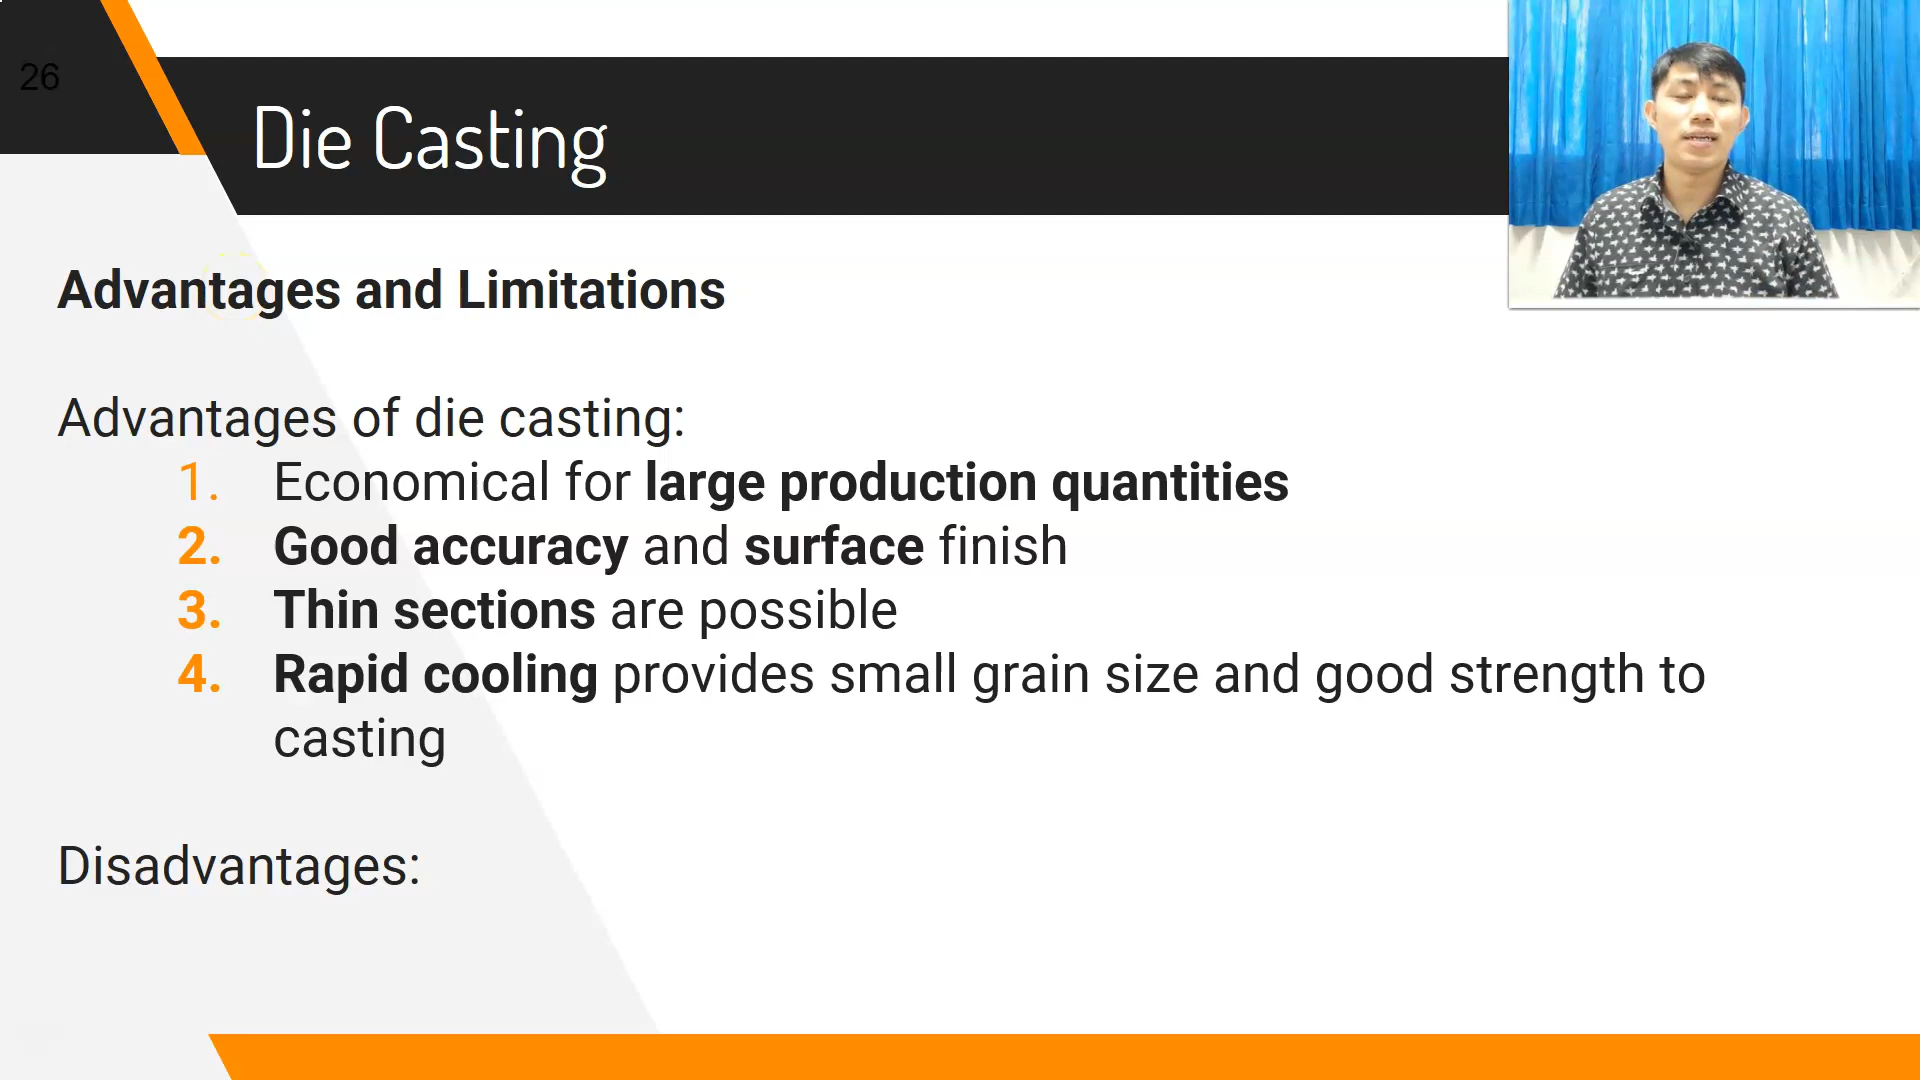 26
Die Casting
Advantages and Limitations
Advantages of die casting:
1. Economical for large production quantities
2. Good accuracy and surface finish
3. Thin sections are possible
4. Rapid cooling provides small grain size and good strength to
casting
Disadvantages: